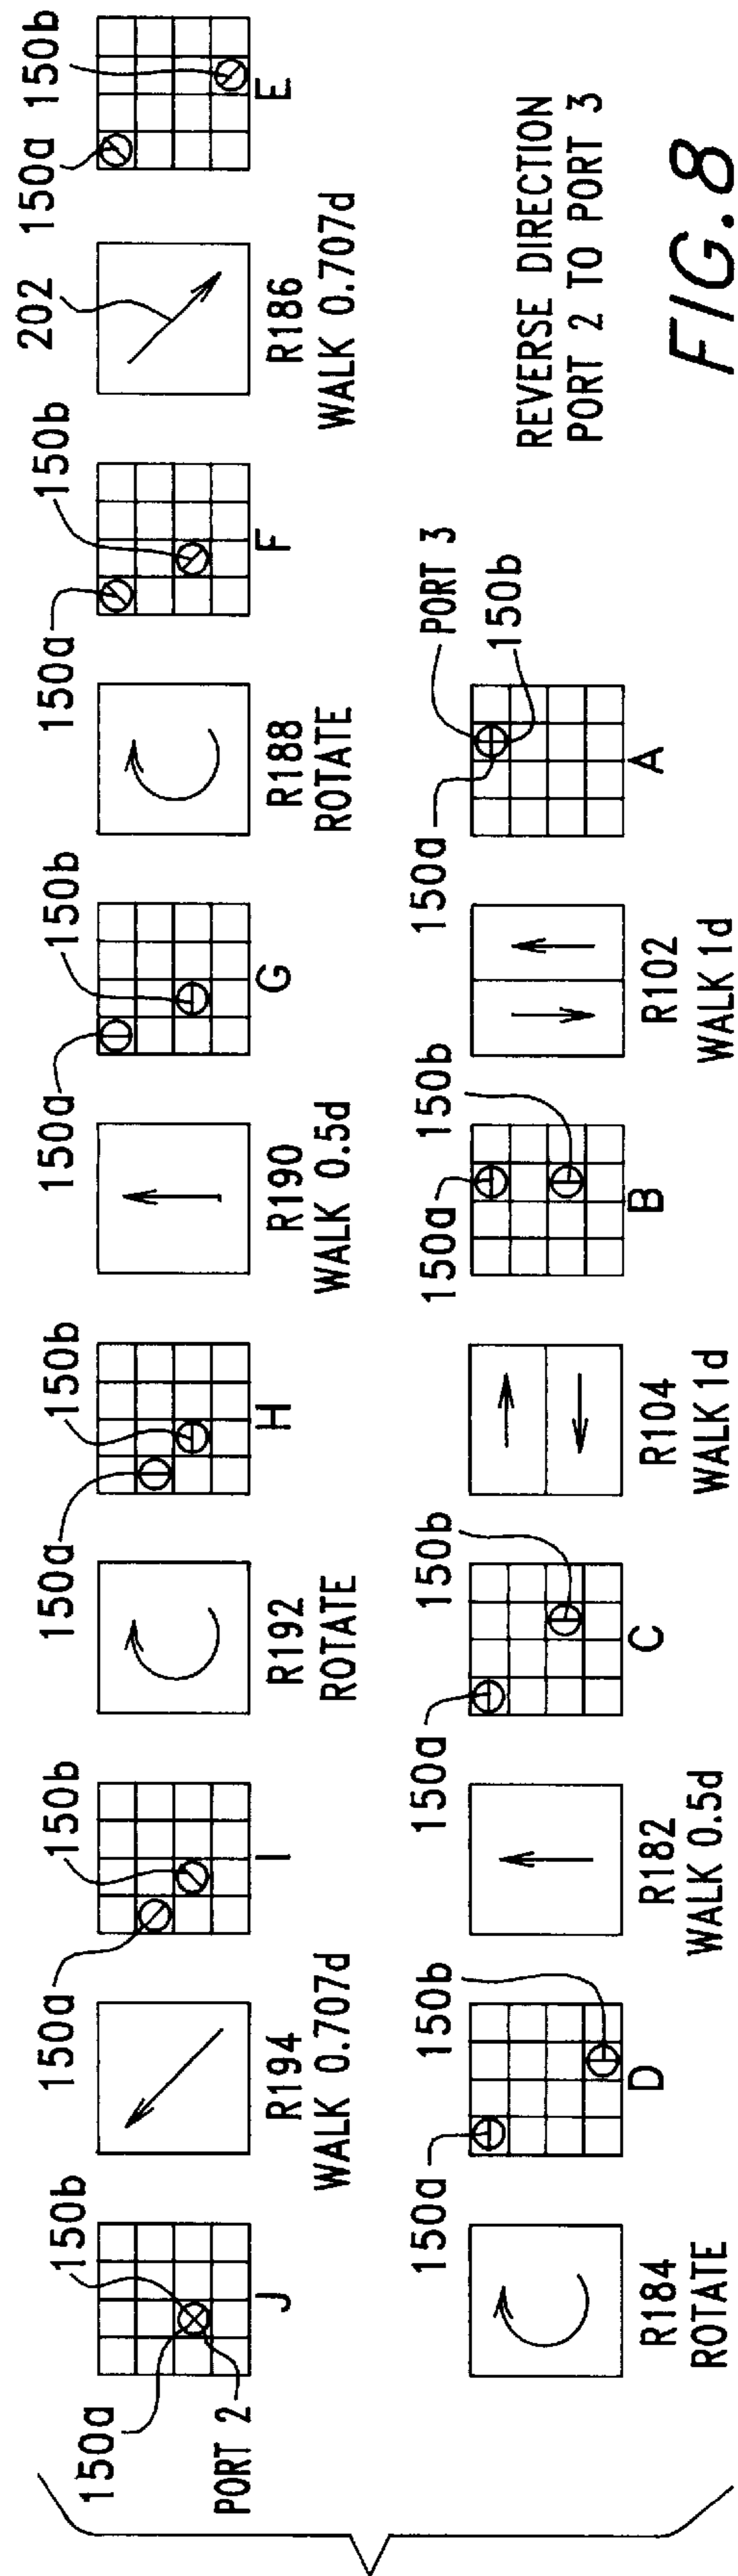 150a
150b
PORT 2
J
R194
WALK 0.707d
150a
150b
I
R192
ROTATE
150a
150b
H
R190
WALK 0.5d
150a
150b
G
R188
ROTATE
150a
150b
F
202
R186
WALK 0.707d
150a
150b
E
R184
ROTATE
150a
150b
D
R182
WALK 0.5d
150a
150b
C
R104
WALK 1d
150a
150b
B
R102
WALK 1d
150a
PORT 3
150b
A
REVERSE DIRECTION
PORT 2 TO PORT 3
FIG. 8